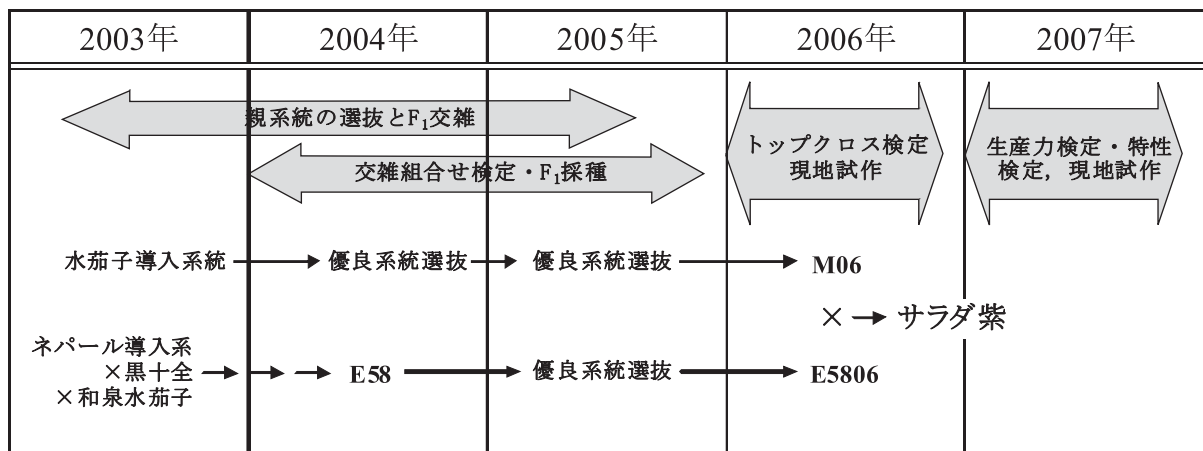 2003年
2004年
2005年
2006年
2007年
親系統の選抜とF₁交雑
交雑組合せ検定・F₁採種
トップクロス検定
現地試作
生産力検定・特性
検定，現地試作
水茄子導入系統
優良系統選抜
優良系統選抜
M06
× サラダ紫
ネパール導入系
×黒十全
×和泉水茄子
E58
優良系統選抜
E5806